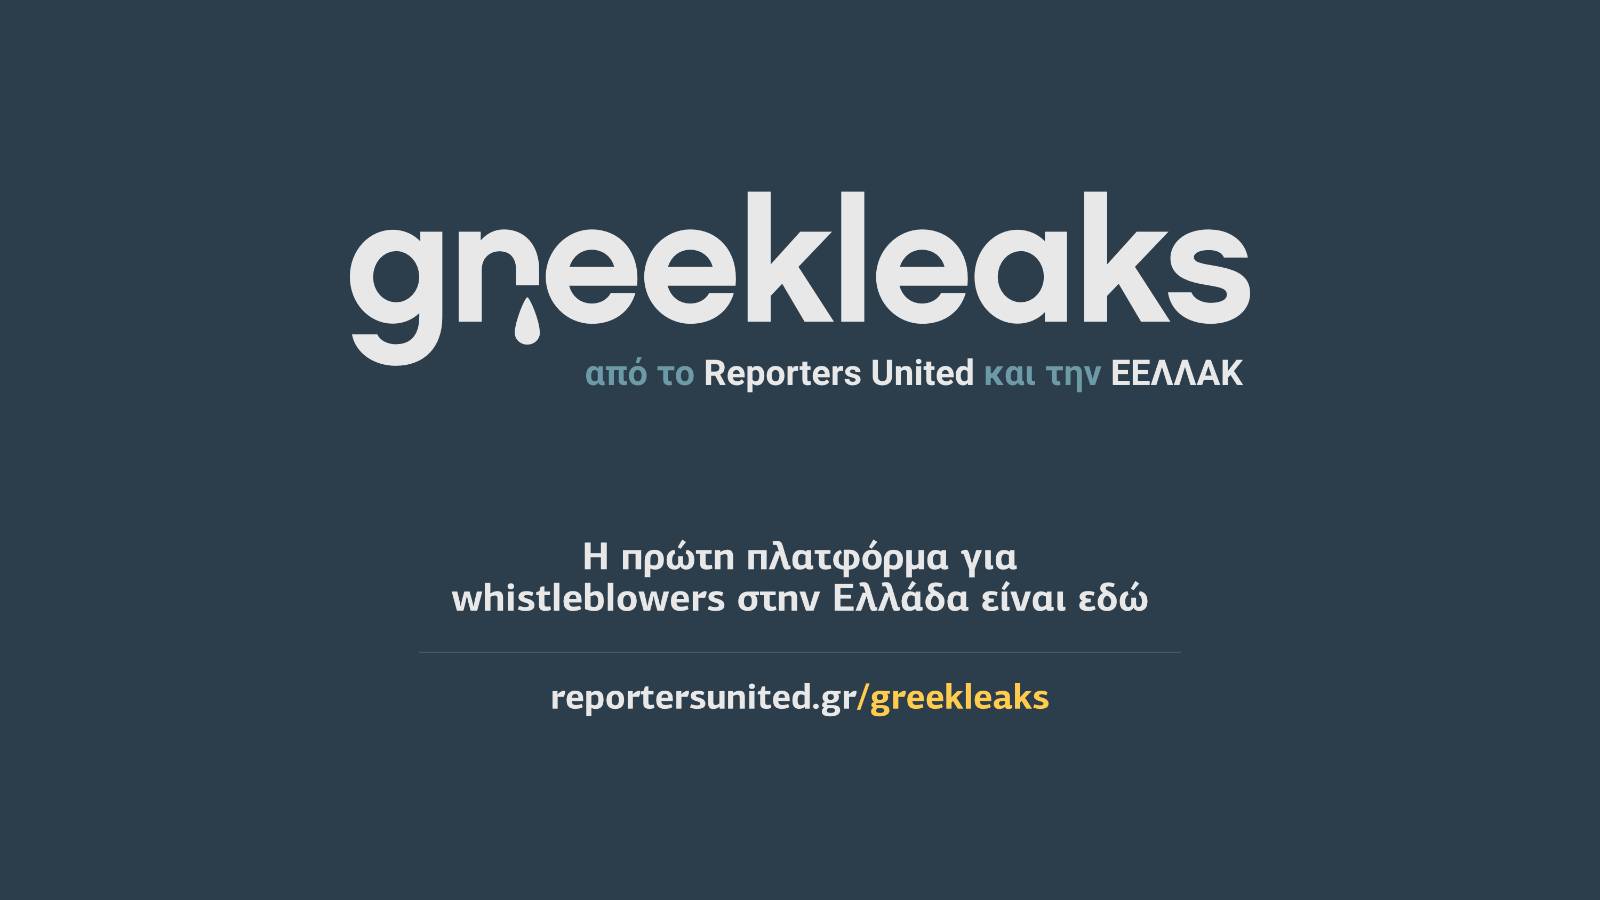 greekleaks
από το Reporters United και την ΕΕΛΛΑΚ
Η πρώτη πλατφόρμα για
whistleblowers στην Ελλάδα είναι εδώ
reportersunited.gr/greekleaks